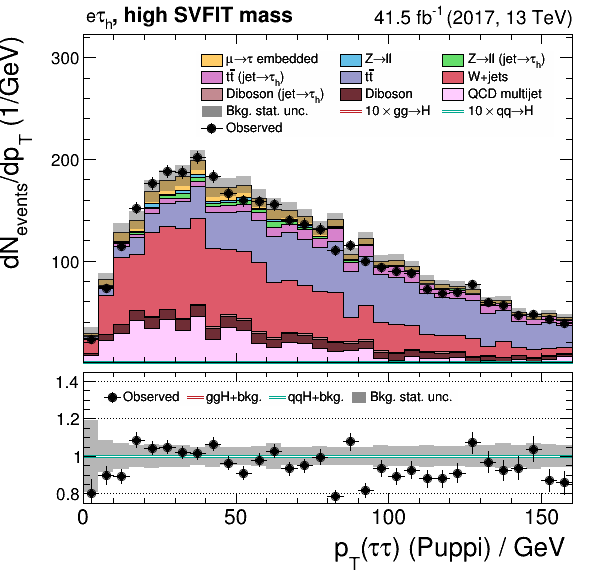 eτh, high SVFIT mass 41.5 fb-1 (2017, 13 TeV)
μ→τ embedded Z→ll Z→ll (jet→τh)
tt̄ (jet→τh) tt̄ W+jets
Diboson (jet→τh) Diboson QCD multijet
Bkg. stat. unc. 10 × gg→H 10 × qq→H
Observed
dNevents/dpT (1/GeV)
300
200
100
Observed ggH+bkg. qqH+bkg. Bkg. stat. unc.
1.4
1.2
1
0.8
0 50 100 150
pT(ττ) (Puppi) / GeV